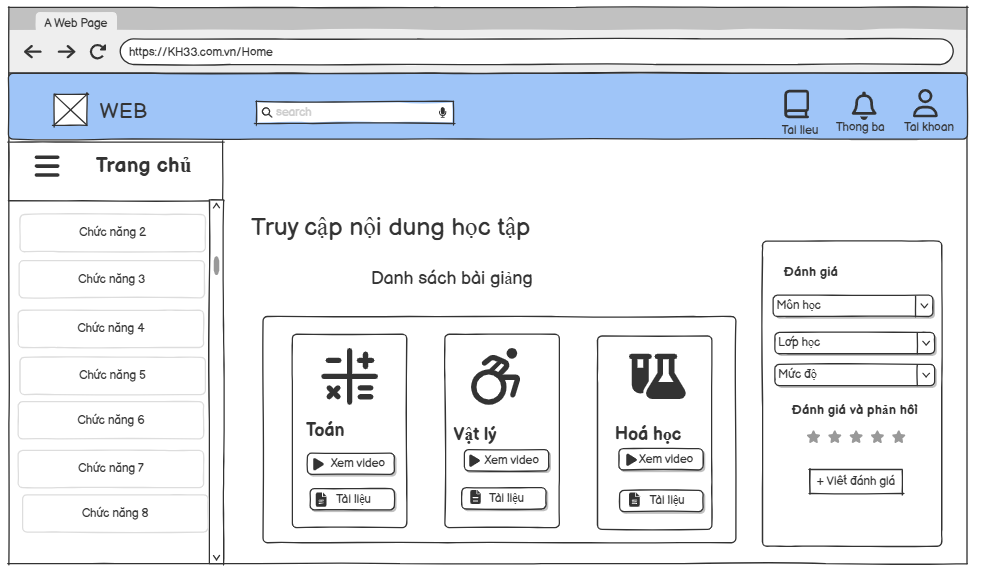 A Web Page
https://KH33.com.vn/Home
WEB
search
Tai lieu
Thong ba
Tai khoan
Trang chủ
Chức năng 2
Chức năng 3
Chức năng 4
Chức năng 5
Chức năng 6
Chức năng 7
Chức năng 8
Truy cập nội dung học tập
Danh sách bài giảng
Toán
Xem video
Tài liệu
Vật lý
Xem video
Tài liệu
Hoá học
Xem video
Tài liệu
Đánh giá
Môn học
Lớp học
Mức độ
Đánh giá và phản hồi
+ Viết đánh giá